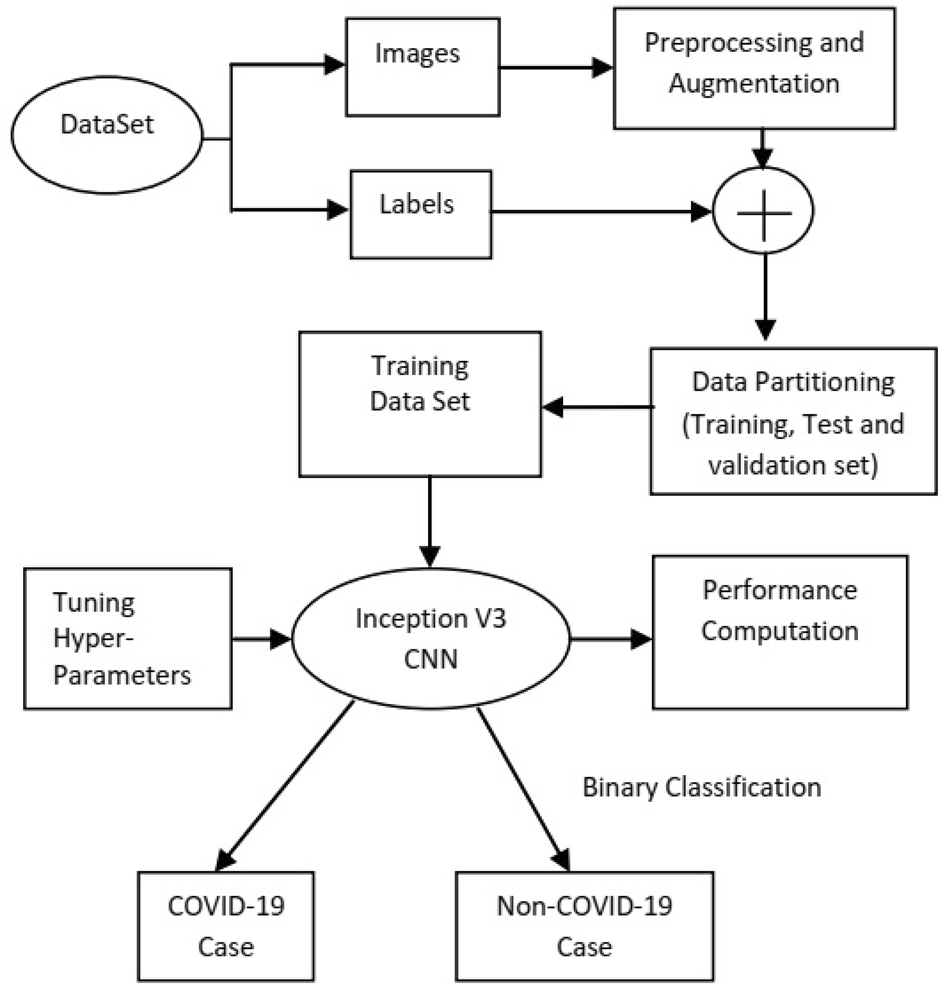 Images
Preprocessing and
Augmentation
DataSet
Labels
Training
Data Set
Data Partitioning
(Training, Test and
validation set)
Tuning
Hyper-
Parameters
Inception V3
CNN
Performance
Computation
Binary Classification
COVID-19
Case
Non-COVID-19
Case